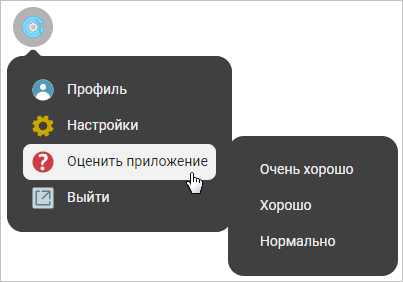 Профиль
Настройки
Оценить приложение
Выйти
Очень хорошо
Хорошо
Нормально